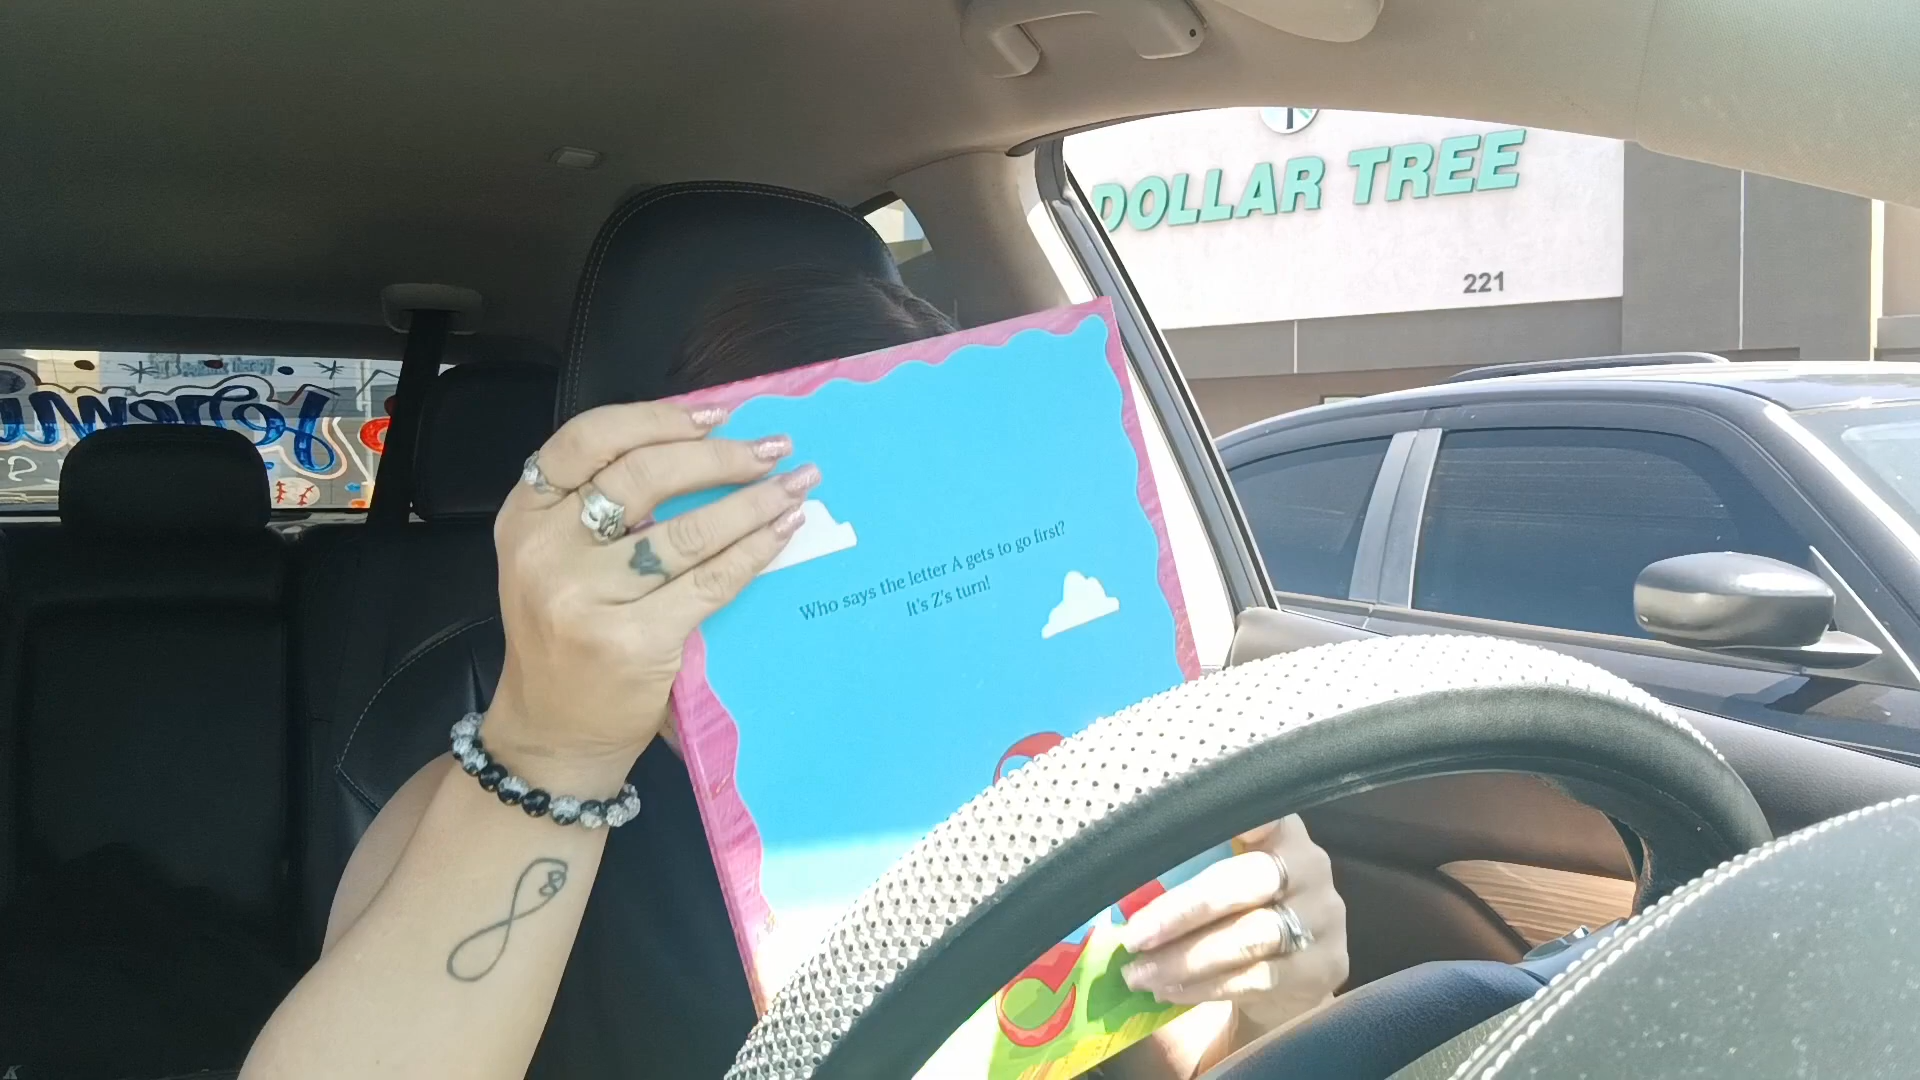 DOLLAR TREE
221
Who says the letter A gets to go first?
It's Z's turn!